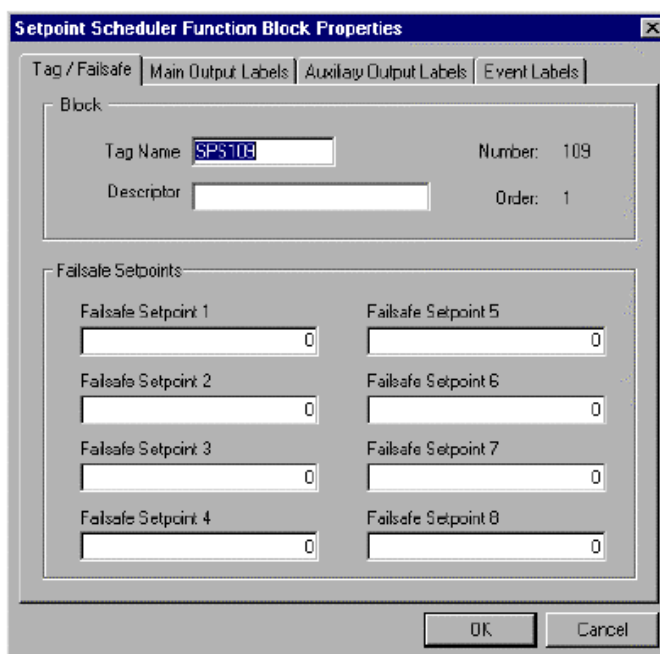 Setpoint Scheduler Function Block Properties
Tag / Failsafe Main Output Labels Auxiliary Output Labels Event Labels
Block
Tag Name SPS109 Number: 109
Descriptor Order: 1
Failsafe Setpoints
Failsafe Setpoint 1 Failsafe Setpoint 5
0 0
Failsafe Setpoint 2 Failsafe Setpoint 6
0 0
Failsafe Setpoint 3 Failsafe Setpoint 7
0 0
Failsafe Setpoint 4 Failsafe Setpoint 8
0 0
OK Cancel